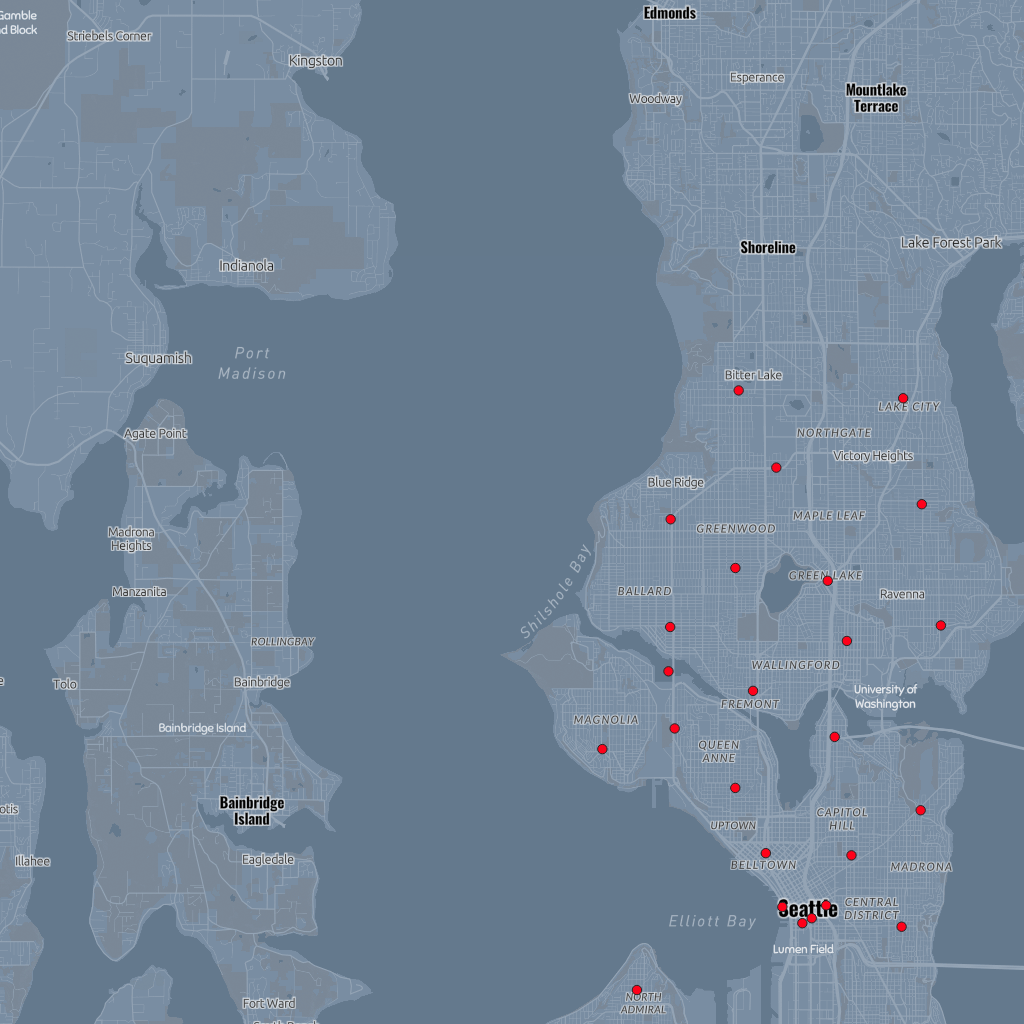 Gamble
Block
Striebels Corner
Kingston
Edmonds
Esperance
Woodway
Mountlake
Terrace
Shoreline
Lake Forest Park
Indianola
Port
Madison
Suquamish
Bitter Lake
LAKE CITY
Agate Point
NORTHGATE
Victory Heights
Blue Ridge
MAPLE LEAF
GREENWOOD
Madrona
Heights
Shilshole Bay
GREEN LAKE
Manzanita
BALLARD
Ravenna
ROLLINGBAY
WALLINGFORD
Tolo
Bainbridge
University of
Washington
FREMONT
MAGNOLIA
Bainbridge Island
QUEEN
ANNE
Bainbridge
Island
UPTOWN
CAPITOL
HILL
Illahee
Eagledale
BELLTOWN
MADRONA
Seattle
CENTRAL
DISTRICT
Elliott Bay
Lumen Field
NORTH
ADMIRAL
Fort Ward